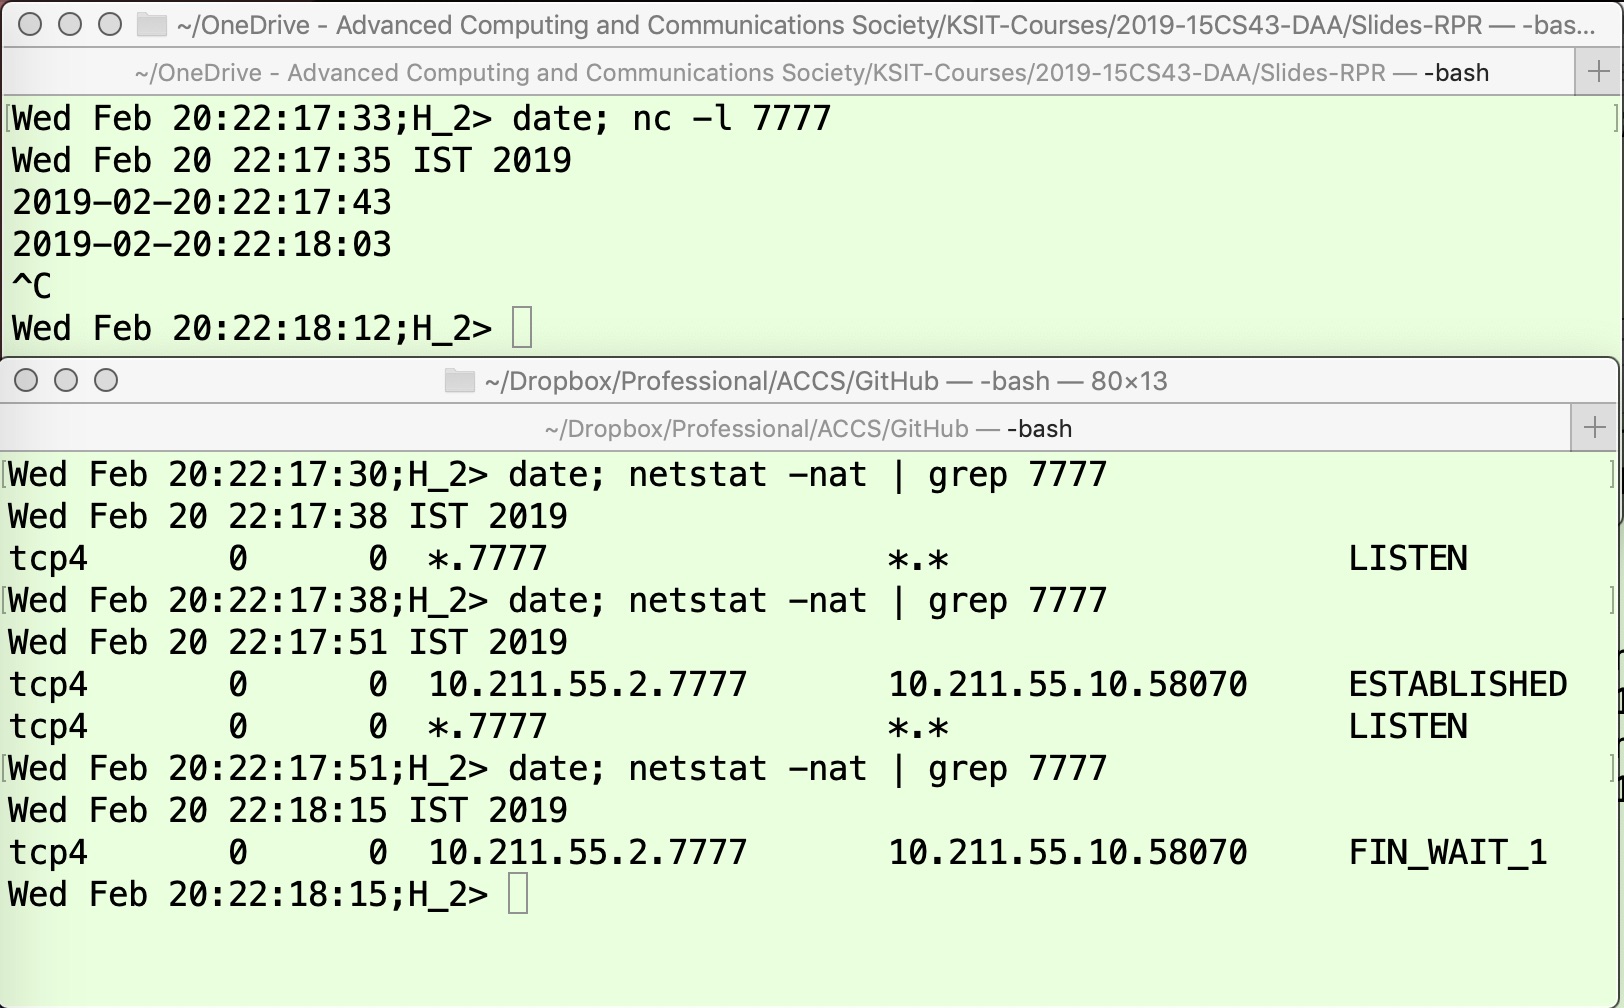 ~/OneDrive - Advanced Computing and Communications Society/KSIT-Courses/2019-15CS43-DAA/Slides-RPR — -bas...
~/OneDrive - Advanced Computing and Communications Society/KSIT-Courses/2019-15CS43-DAA/Slides-RPR — -bash
[Wed Feb 20:22:17:33;H_2> date; nc -l 7777 ]
Wed Feb 20 22:17:35 IST 2019
2019-02-20:22:17:43
2019-02-20:22:18:03
^C
Wed Feb 20:22:18:12;H_2>
~/Dropbox/Professional/ACCS/GitHub — -bash — 80×13
~/Dropbox/Professional/ACCS/GitHub — -bash
[Wed Feb 20:22:17:30;H_2> date; netstat -nat | grep 7777 ]
Wed Feb 20 22:17:38 IST 2019
tcp4       0      0  *.7777                 *.*                    LISTEN
[Wed Feb 20:22:17:38;H_2> date; netstat -nat | grep 7777 ]
Wed Feb 20 22:17:51 IST 2019
tcp4       0      0  10.211.55.2.7777       10.211.55.10.58070     ESTABLISHED
tcp4       0      0  *.7777                 *.*                    LISTEN
[Wed Feb 20:22:17:51;H_2> date; netstat -nat | grep 7777 ]
Wed Feb 20 22:18:15 IST 2019
tcp4       0      0  10.211.55.2.7777       10.211.55.10.58070     FIN_WAIT_1
Wed Feb 20:22:18:15;H_2>